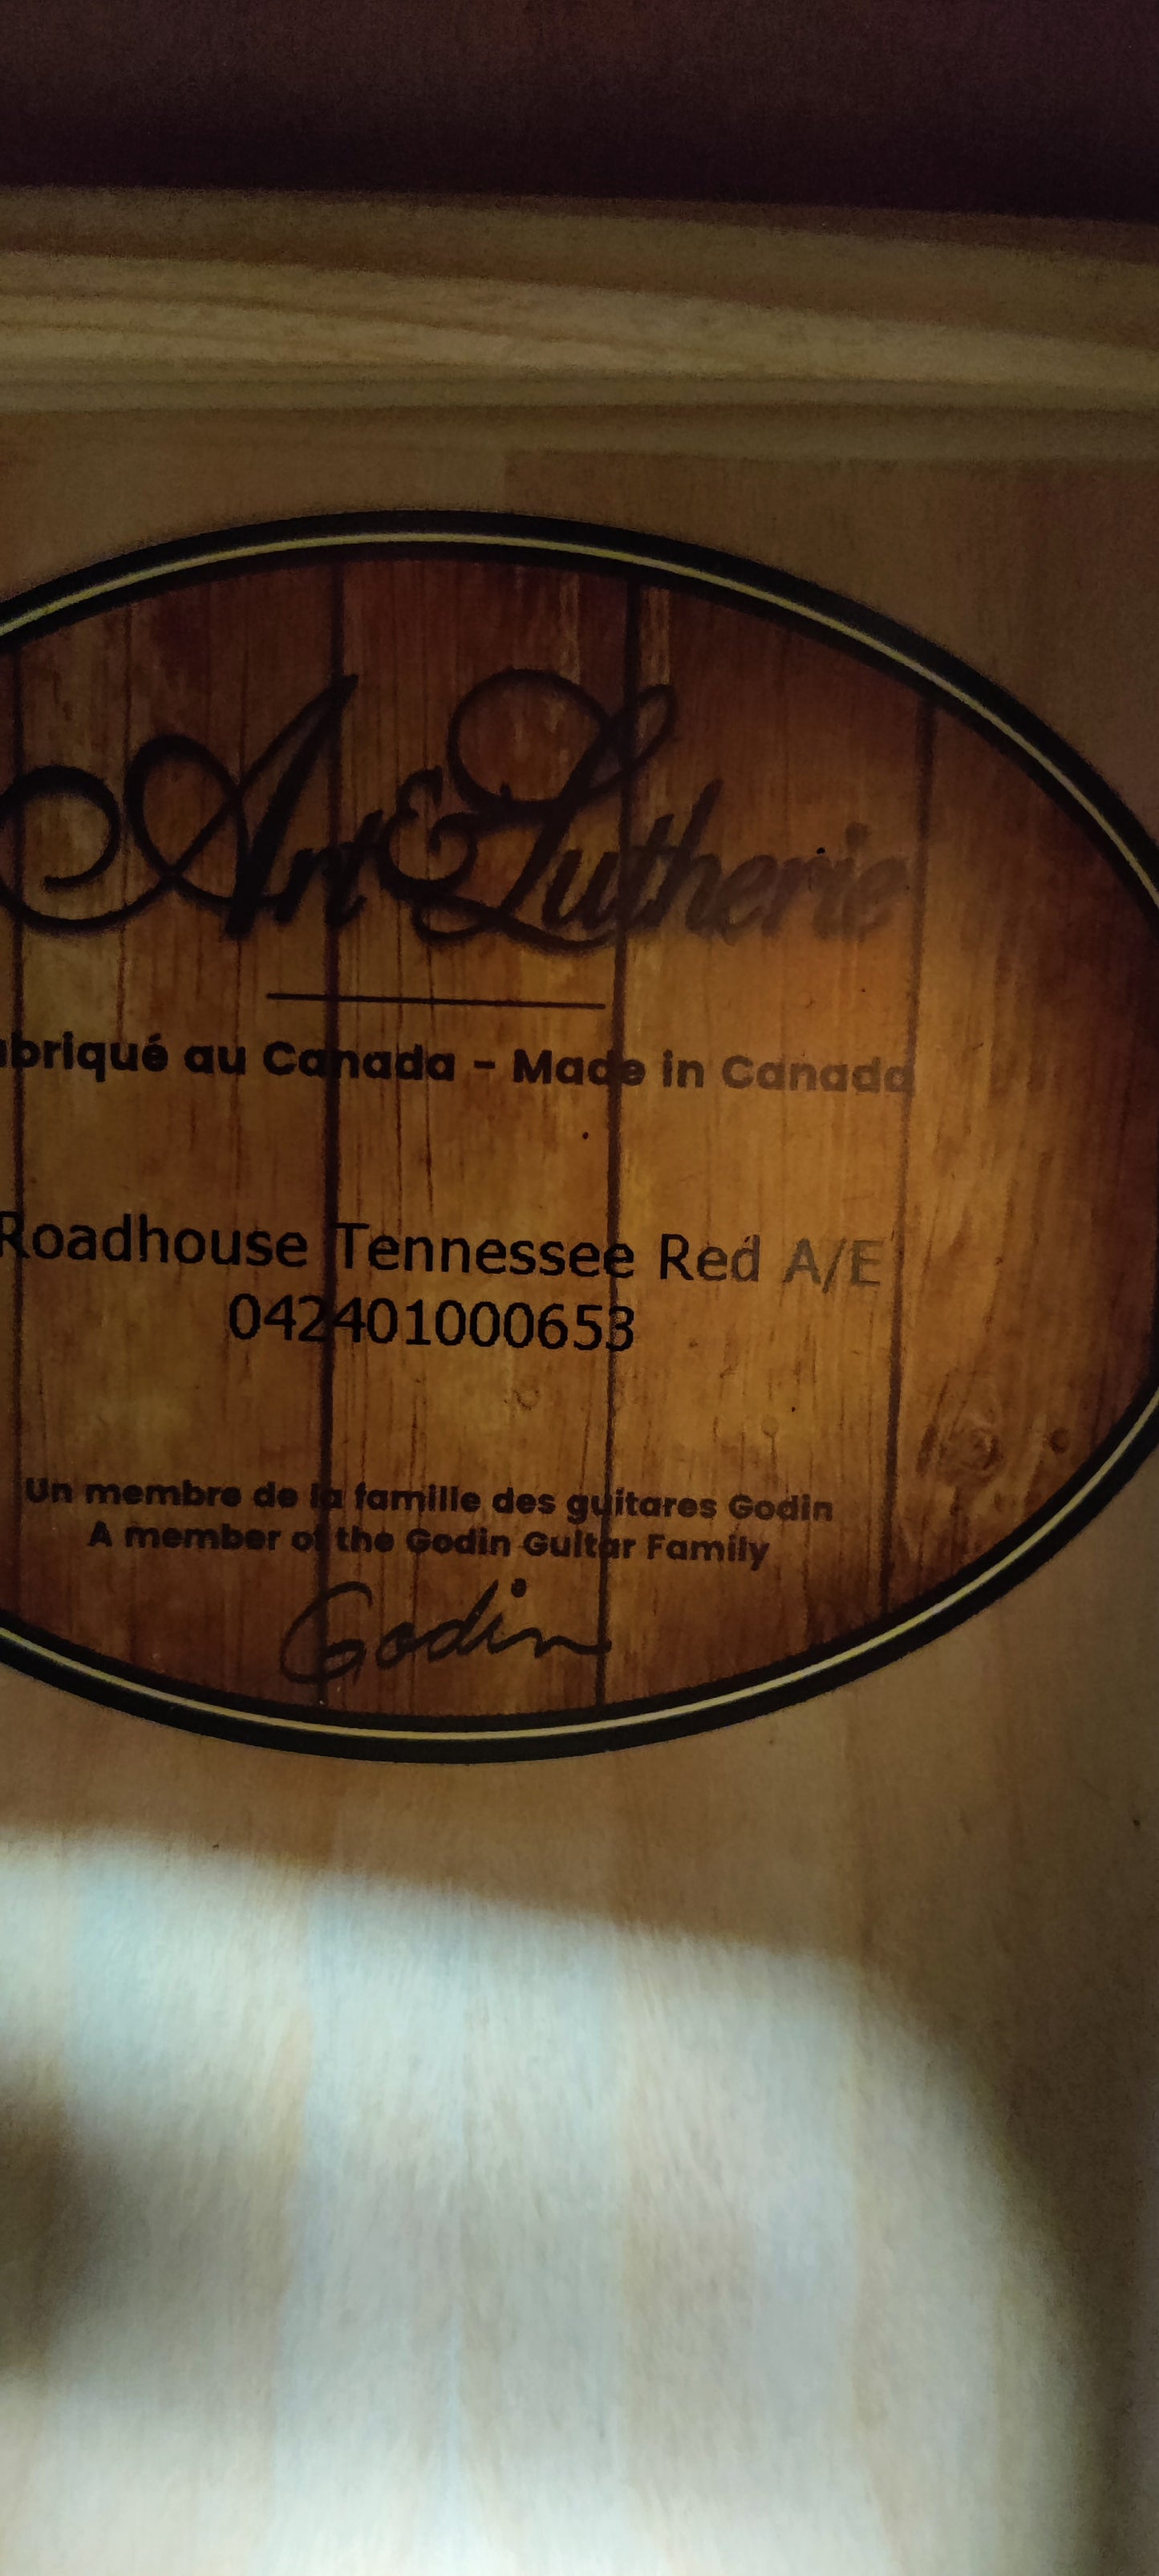 Art & Lutherie
abriqué au Canada - Made in Canada
Roadhouse Tennessee Red A/E
042401000653
Un membre de la famille des guitares Godin
A member of the Godin Guitar Family
Godin